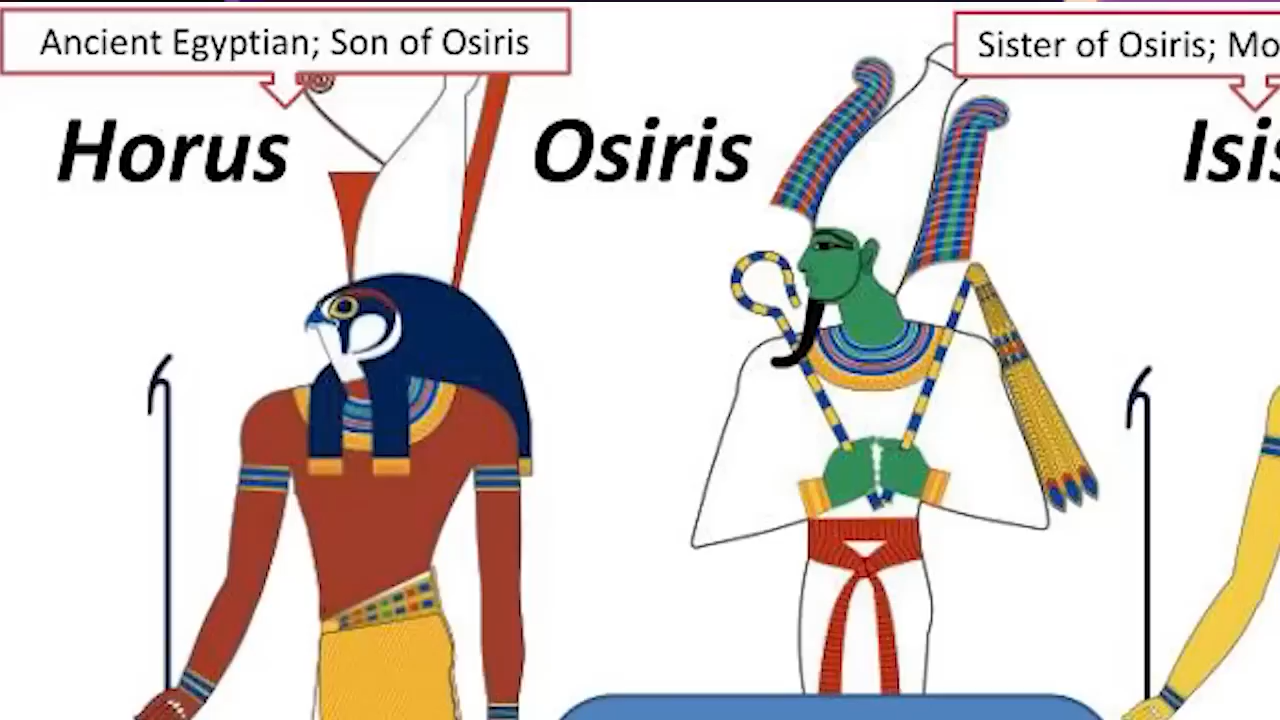 Ancient Egyptian; Son of Osiris
Sister of Osiris; Mo
Horus
Osiris
Isis